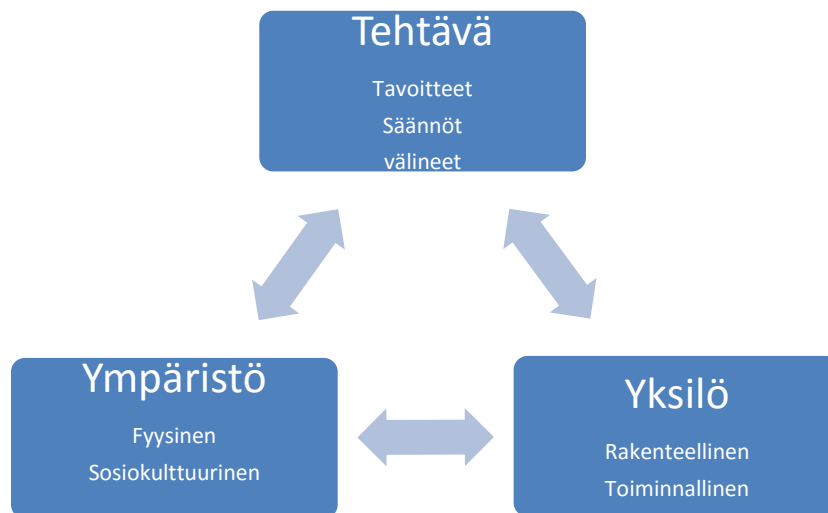 Tehtävä
Tavoitteet
Säännöt
välineet
Ympäristö
Fyysinen
Sosiokulttuurinen
Yksilö
Rakenteellinen
Toiminnallinen